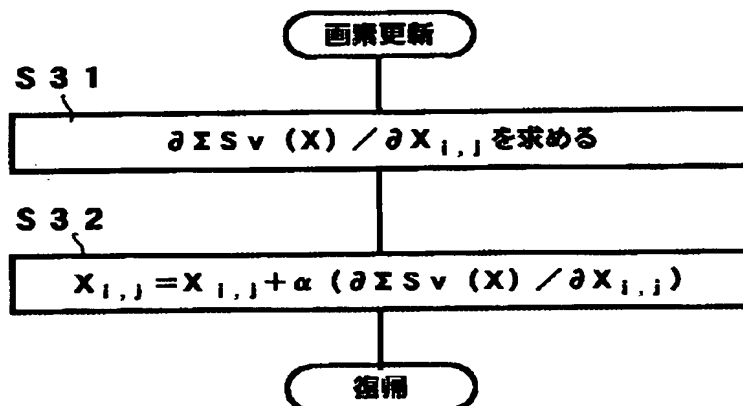 画素更新
S31
∂ΣSv(X)/∂Xi,jを求める
S32
Xi,j=Xi,j+α(∂ΣSv(X)/∂Xi,j)
復帰